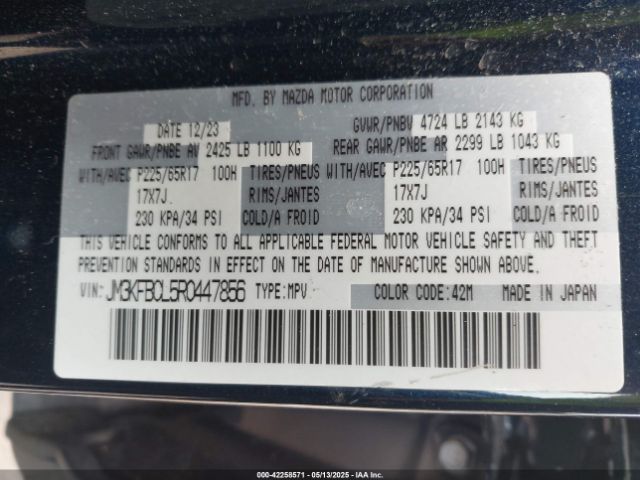 MFD. BY MAZDA MOTOR CORPORATION
DATE 12/23 GVWR/PNBV 4724 LB 2143 KG
FRONT GAWR/PNBE AV 2425 LB 1100 KG REAR GAWR/PNBE AR 2299 LB 1043 KG
WITH/AVEC P225/65R17 100H TIRES/PNEUS WITH/AVEC P225/65R17 100H TIRES/PNEUS
17X7J RIMS/JANTES 17X7J RIMS/JANTES
230 KPA/34 PSI COLD/A FROID 230 KPA/34 PSI COLD/A FROID
THIS VEHICLE CONFORMS TO ALL APPLICABLE FEDERAL MOTOR VEHICLE SAFETY AND THEFT
PREVENTION STANDARDS IN EFFECT ON THE DATE OF MANUFACTURE SHOWN ABOVE.
VIN: JM3KFBCL5R0447856 TYPE:MPV COLOR CODE:42M MADE IN JAPAN
000-42258571 - 05/13/2025 - IAAI.CA